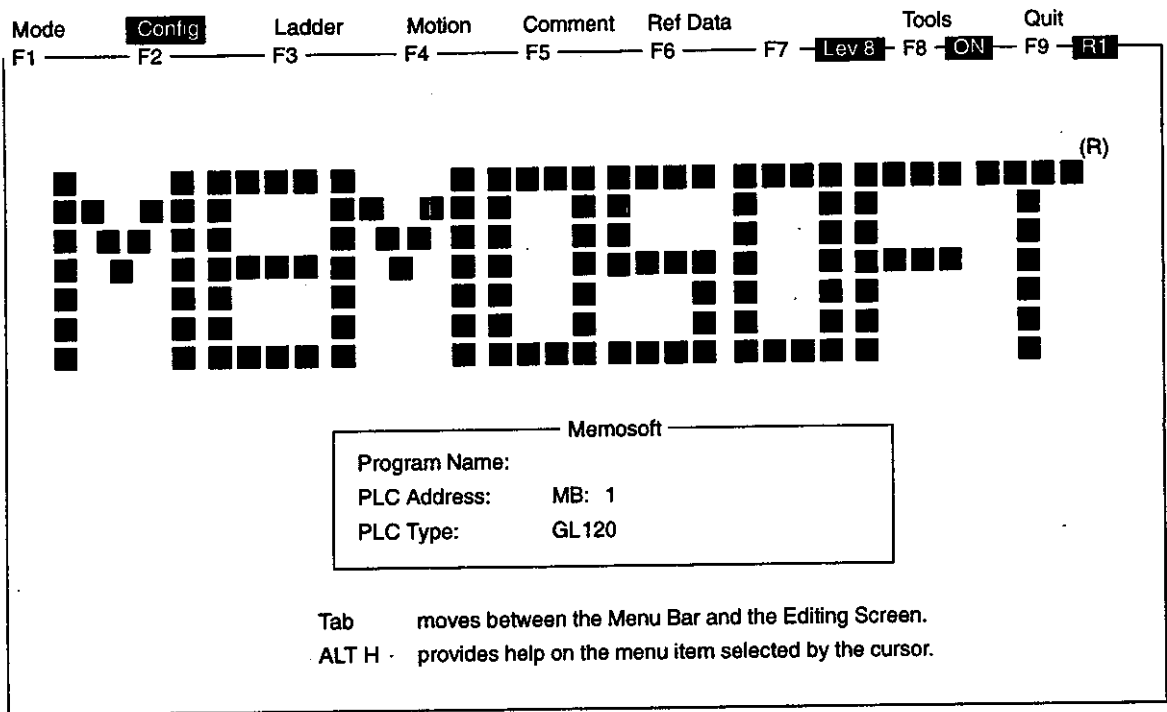 Mode Config Ladder Motion Comment Ref Data Tools Quit
F1 F2 F3 F4 F5 F6 F7 Lev 8 F8 ON F9 R1
MEMOSOFT (R)
Memosoft
Program Name:
PLC Address: MB: 1
PLC Type: GL120
Tab moves between the Menu Bar and the Editing Screen.
ALT H provides help on the menu item selected by the cursor.